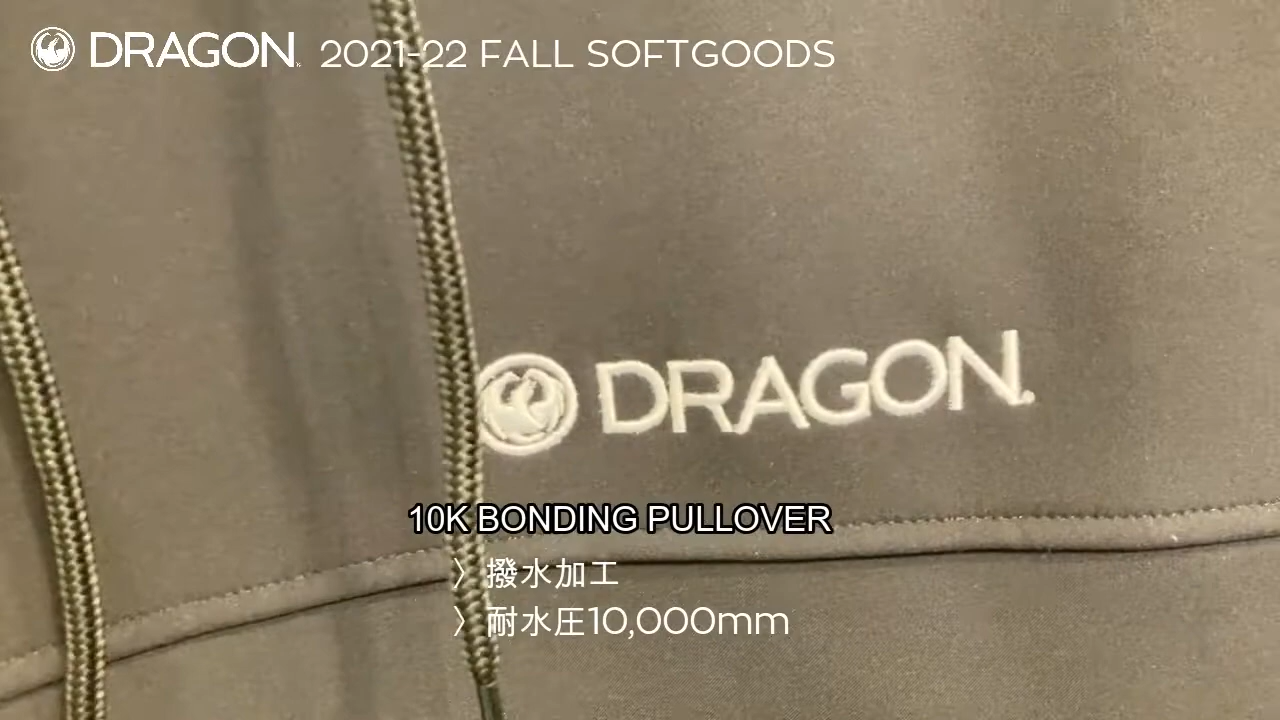 DRAGON. 2021-22 FALL SOFTGOODS
DRAGON.
10K BONDING PULLOVER
〉撥水加工
〉耐水圧10,000mm